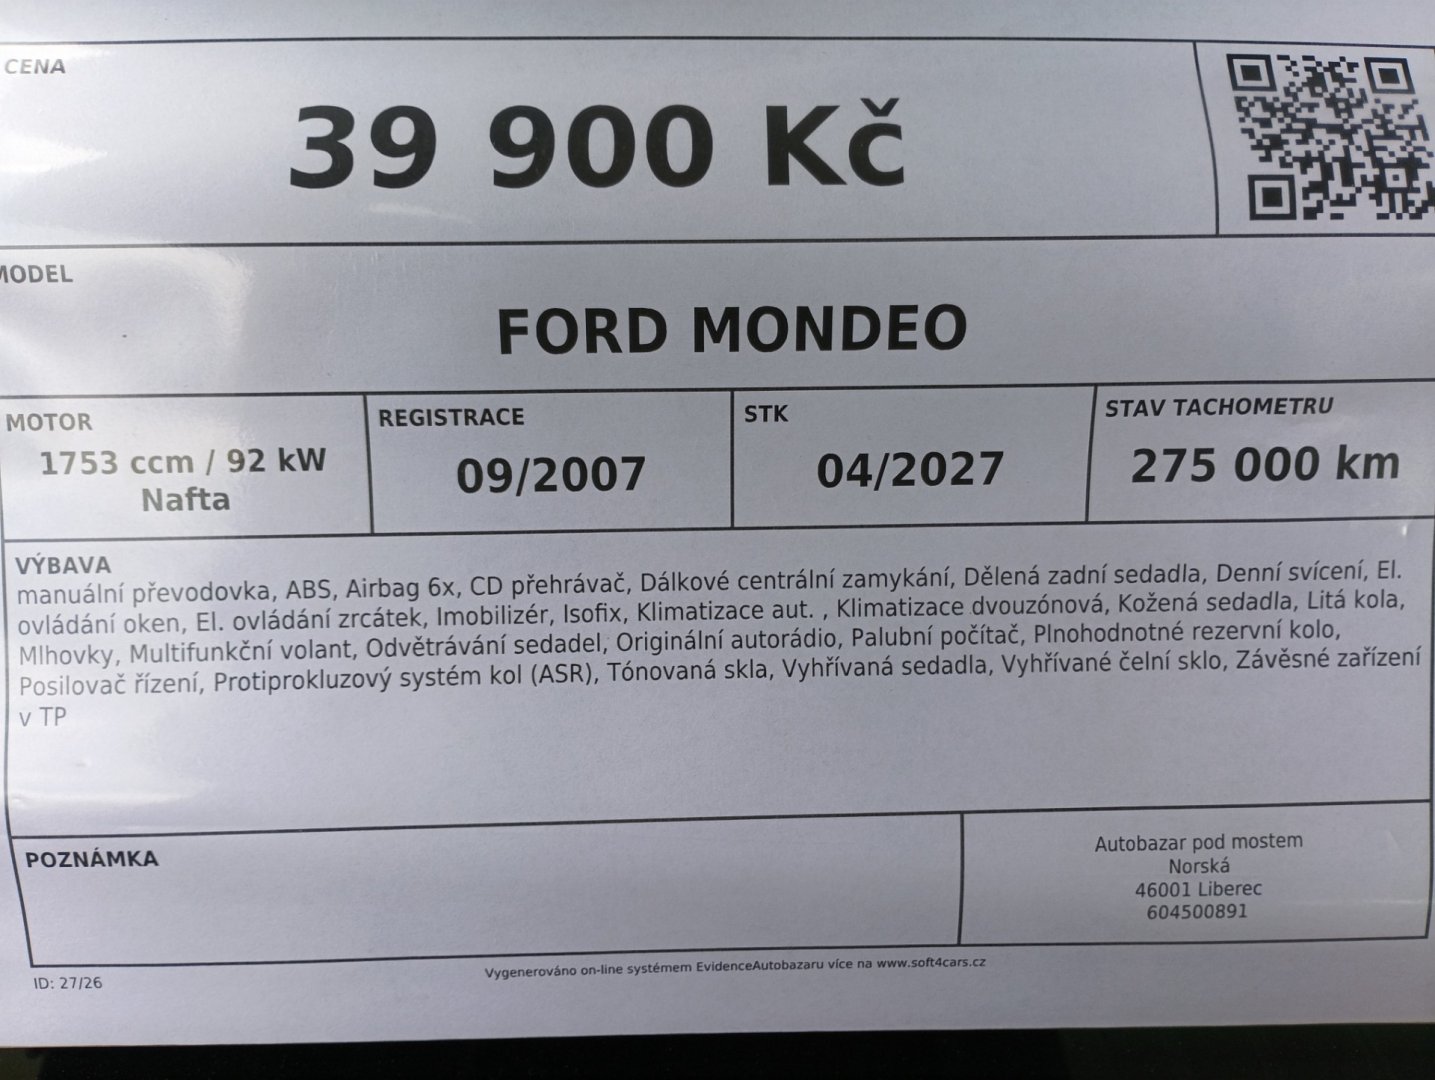 CENA
39 900 Kč
MODEL
FORD MONDEO
MOTOR
1753 ccm / 92 kW
Nafta
REGISTRACE
09/2007
STK
04/2027
STAV TACHOMETRU
275 000 km
VÝBAVA
manuální převodovka, ABS, Airbag 6x, CD přehrávač, Dálkové centrální zamykání, Dělená zadní sedadla, Denní svícení, El.
ovládání oken, El. ovládání zrcátek, Imobilizér, Isofix, Klimatizace aut. , Klimatizace dvouzónová, Kožená sedadla, Litá kola,
Mlhovky, Multifunkční volant, Odvětrávání sedadel, Originální autorádio, Palubní počítač, Plnohodnotné rezervní kolo,
Posilovač řízení, Protiprokluzový systém kol (ASR), Tónovaná skla, Vyhřívaná sedadla, Vyhřívané čelní sklo, Závěsné zařízení
v TP
POZNÁMKA
Autobazar pod mostem
Norská
46001 Liberec
604500891
ID: 27/26
Vygenerováno on-line systémem EvidenceAutobazaru více na www.soft4cars.cz